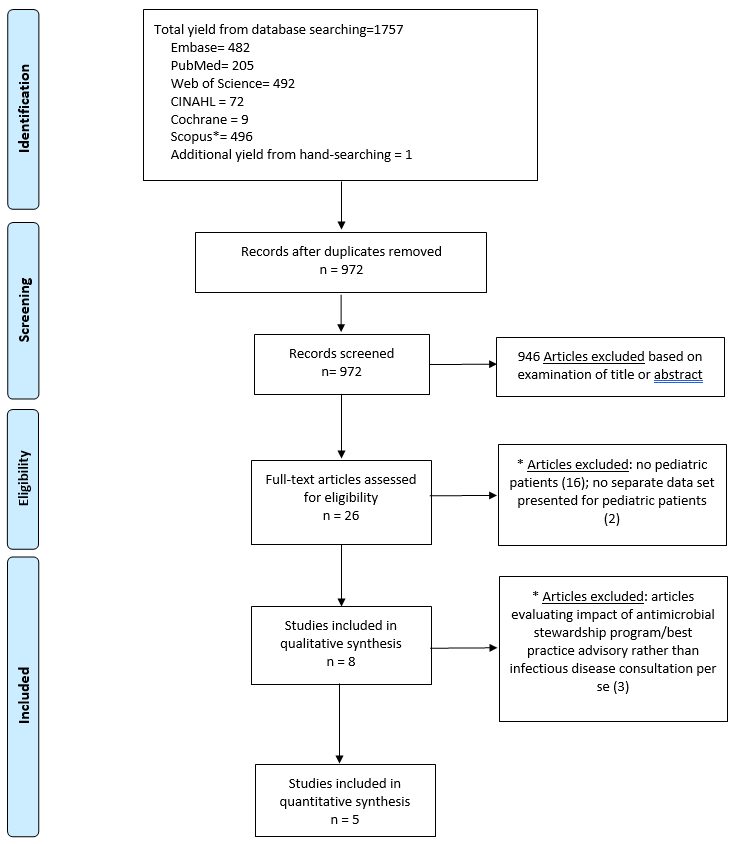 Identification
Total yield from database searching=1757
Embase= 482
PubMed= 205
Web of Science= 492
CINAHL = 72
Cochrane = 9
Scopus*= 496
Additional yield from hand-searching = 1
Screening
Records after duplicates removed
n = 972
Records screened
n= 972
946 Articles excluded based on
examination of title or abstract
Eligibility
Full-text articles assessed
for eligibility
n = 26
* Articles excluded: no pediatric
patients (16); no separate data set
presented for pediatric patients
(2)
Included
Studies included in
qualitative synthesis
n = 8
* Articles excluded: articles
evaluating impact of antimicrobial
stewardship program/best
practice advisory rather than
infectious disease consultation per
se (3)
Studies included in
quantitative synthesis
n = 5